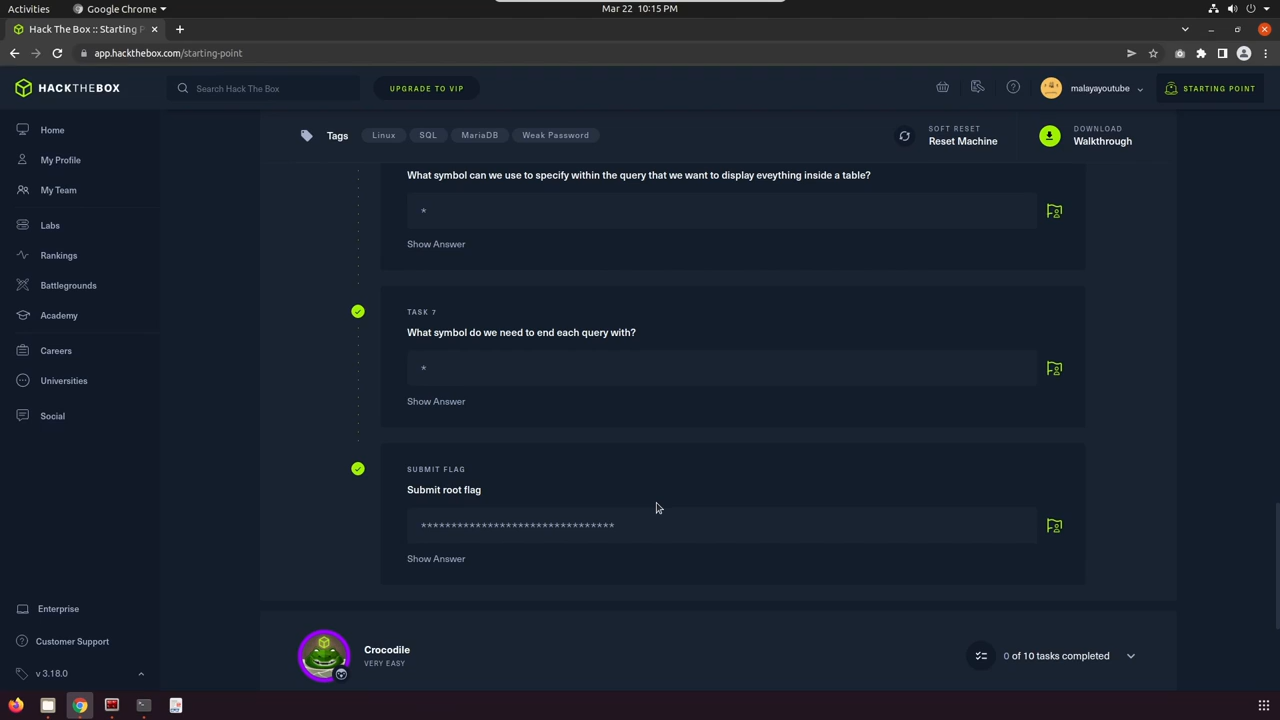 Activities
Google Chrome
Mar 22 10:15 PM
Hack The Box :: Starting P
app.hackthebox.com/starting-point
HACKTHEBOX
Search Hack The Box
UPGRADE TO VIP
malayayoutube
STARTING POINT
Home
My Profile
My Team
Labs
Rankings
Battlegrounds
Academy
Careers
Universities
Social
Enterprise
Customer Support
v 3.18.0
Tags
Linux
SQL
MariaDB
Weak Password
SOFT RESET
Reset Machine
DOWNLOAD
Walkthrough
What symbol can we use to specify within the query that we want to display eveything inside a table?
*
Show Answer
TASK 7
What symbol do we need to end each query with?
*
Show Answer
SUBMIT FLAG
Submit root flag
********************************
Show Answer
Crocodile
VERY EASY
0 of 10 tasks completed